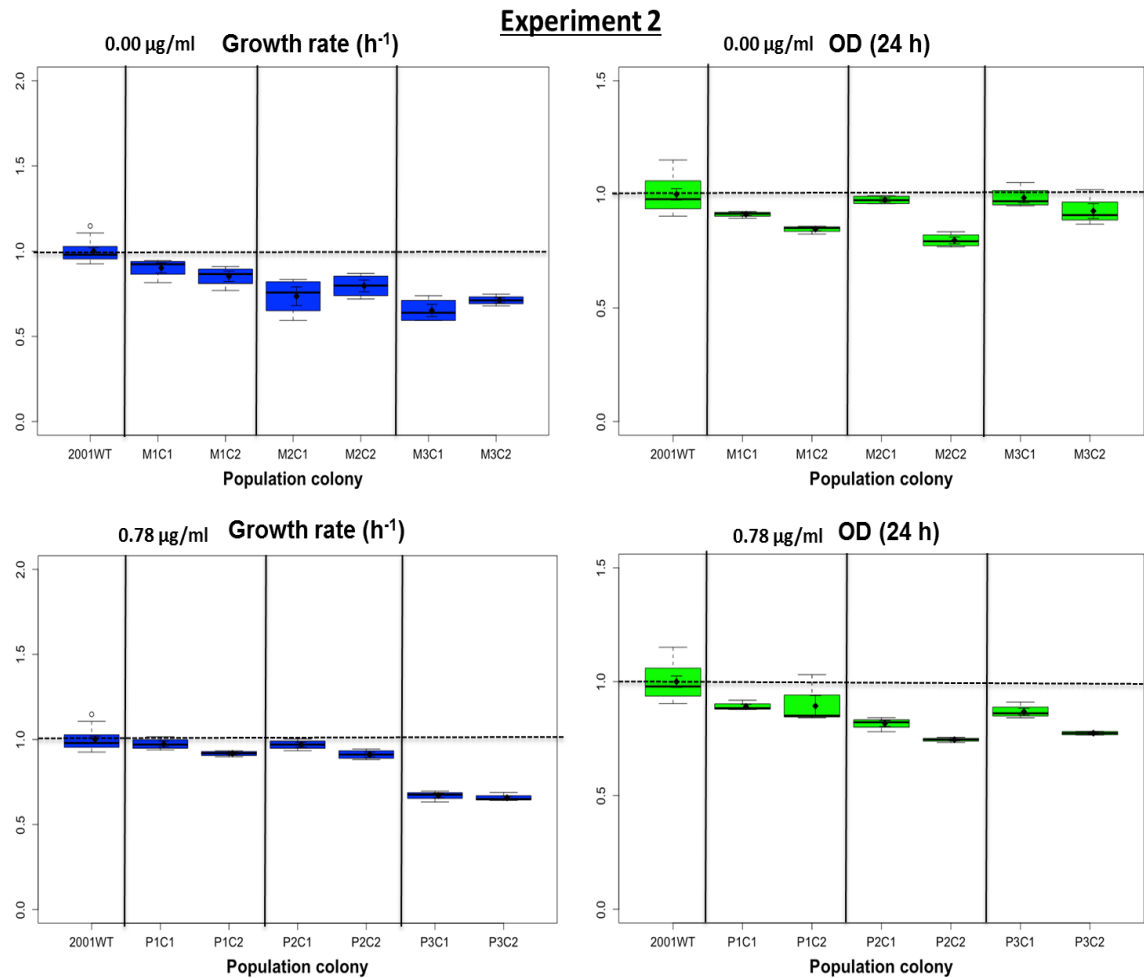 Experiment 2
0.00 µg/ml Growth rate (h-1)
2.0
1.5
1.0
0.5
0.0
2001WT M1C1 M1C2 M2C1 M2C2 M3C1 M3C2
Population colony
0.00 µg/ml OD (24 h)
1.5
1.0
0.5
0.0
2001WT M1C1 M1C2 M2C1 M2C2 M3C1 M3C2
Population colony
0.78 µg/ml Growth rate (h-1)
2.0
1.5
1.0
0.5
0.0
2001WT P1C1 P1C2 P2C1 P2C2 P3C1 P3C2
Population colony
0.78 µg/ml OD (24 h)
1.5
1.0
0.5
0.0
2001WT P1C1 P1C2 P2C1 P2C2 P3C1 P3C2
Population colony